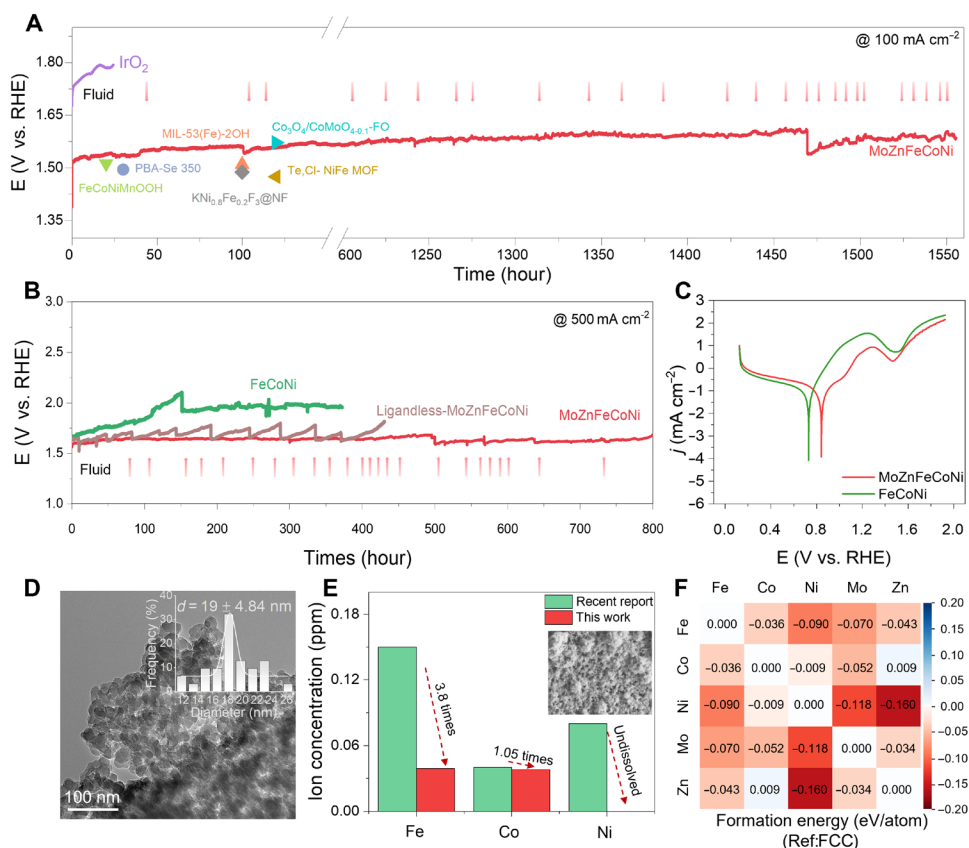 A
@ 100 mA cm⁻²
1.80
1.65
1.50
1.35
E (V vs. RHE)
IrO₂
Fluid
MIL-53(Fe)-2OH
Co₃O₄/CoMoO₄₋₀.₁-FO
PBA-Se 350
Te,Cl- NiFe MOF
FeCoNiMnOOH
KNi₀.₈Fe₀.₂F₃@NF
MoZnFeCoNi
0 50 100 600 1250 1300 1350 1400 1450 1500 1550
Time (hour)
B
@ 500 mA cm⁻²
3.0
2.5
2.0
1.5
1.0
E (V vs. RHE)
FeCoNi
Ligandless-MoZnFeCoNi
MoZnFeCoNi
Fluid
0 100 200 300 400 500 600 700 800
Times (hour)
C
3
2
1
0
−1
−2
−3
−4
−5
−6
j (mA cm⁻²)
MoZnFeCoNi
FeCoNi
0.0 0.4 0.8 1.2 1.6 2.0
E (V vs. RHE)
D
d = 19 ± 4.84 nm
40
30
20
10
0
Frequency (%)
12 14 16 18 20 22 24 26
Diameter (nm)
100 nm
E
0.18
0.12
0.06
0.00
Ion concentration (ppm)
Recent report
This work
3.8 times
1.05 times
Undissolved
Fe Co Ni
F
Fe Co Ni Mo Zn
Fe 0.000 -0.036 -0.090 -0.070 -0.043
Co -0.036 0.000 -0.009 -0.052 0.009
Ni -0.090 -0.009 0.000 -0.118 -0.160
Mo -0.070 -0.052 -0.118 0.000 -0.034
Zn -0.043 0.009 -0.160 -0.034 0.000
0.20
0.15
0.10
0.05
0.00
−0.05
−0.10
−0.15
−0.20
Formation energy (eV/atom)
(Ref:FCC)